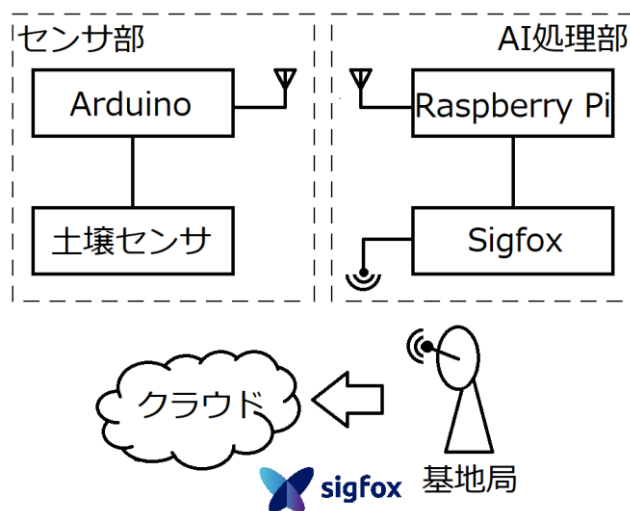 センサ部
AI処理部
Arduino
Raspberry Pi
土壌センサ
Sigfox
クラウド
sigfox
基地局